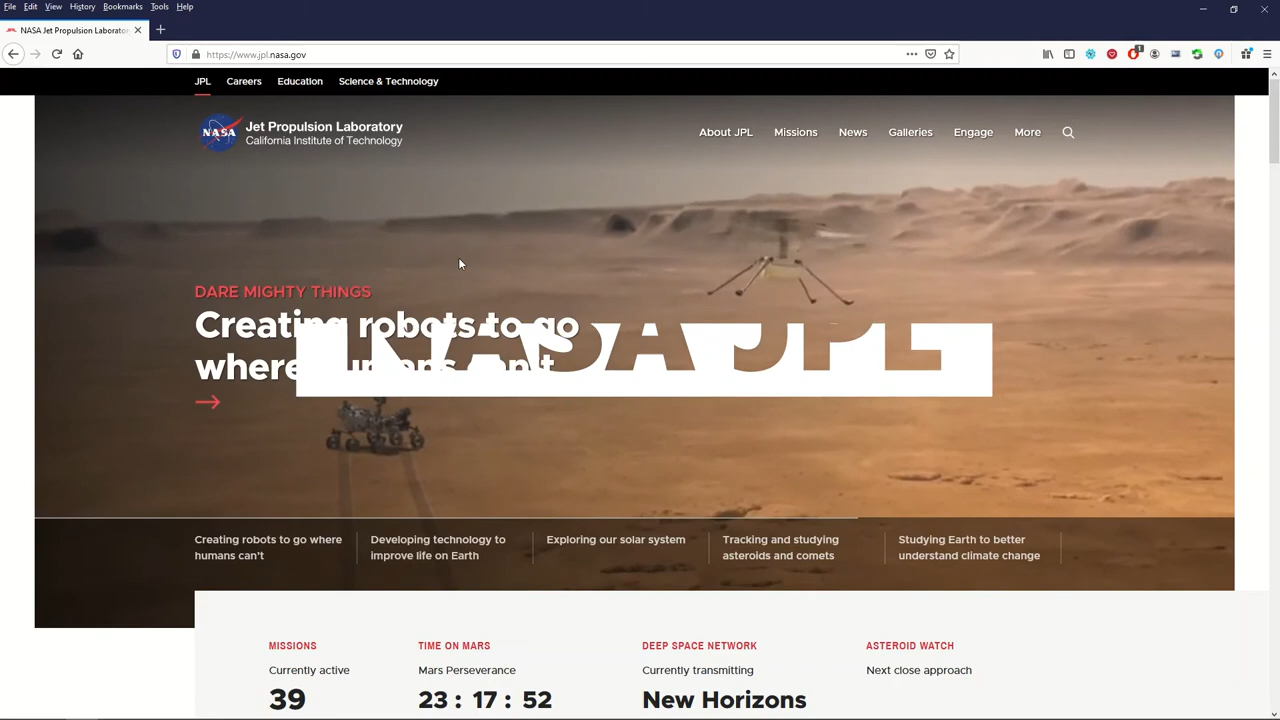 File Edit View History Bookmarks Tools Help
NASA Jet Propulsion Laborator
https://www.jpl.nasa.gov
1
JPL Careers Education Science & Technology
NASA
Jet Propulsion Laboratory
California Institute of Technology
About JPL Missions News Galleries Engage More
DARE MIGHTY THINGS
Creating robots to go
where humans can't
NASA JPL
Creating robots to go where
humans can't
Developing technology to
improve life on Earth
Exploring our solar system
Tracking and studying
asteroids and comets
Studying Earth to better
understand climate change
MISSIONS
Currently active
39
TIME ON MARS
Mars Perseverance
23 : 17 : 52
DEEP SPACE NETWORK
Currently transmitting
New Horizons
ASTEROID WATCH
Next close approach